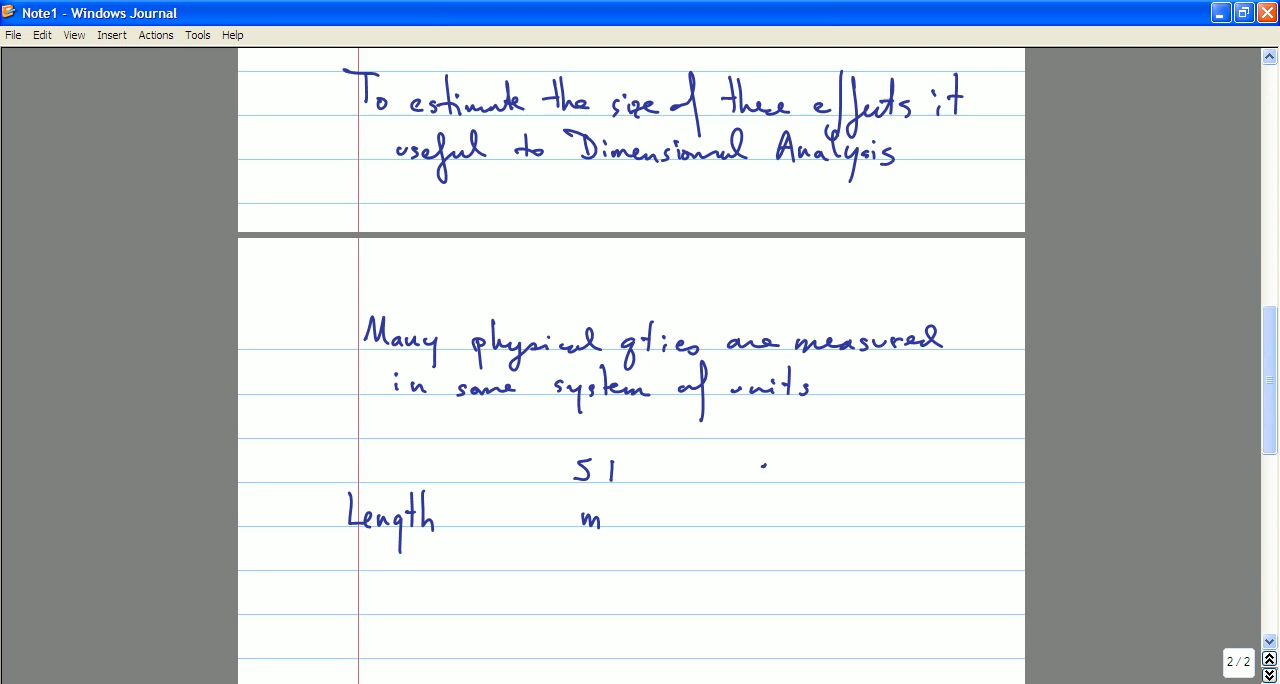 Note1 - Windows Journal
File Edit View Insert Actions Tools Help
To estimate the size of these effects it
useful to Dimensional Analysis
Many physical qties are measured
in some system of units
SI
Length m
2 / 2